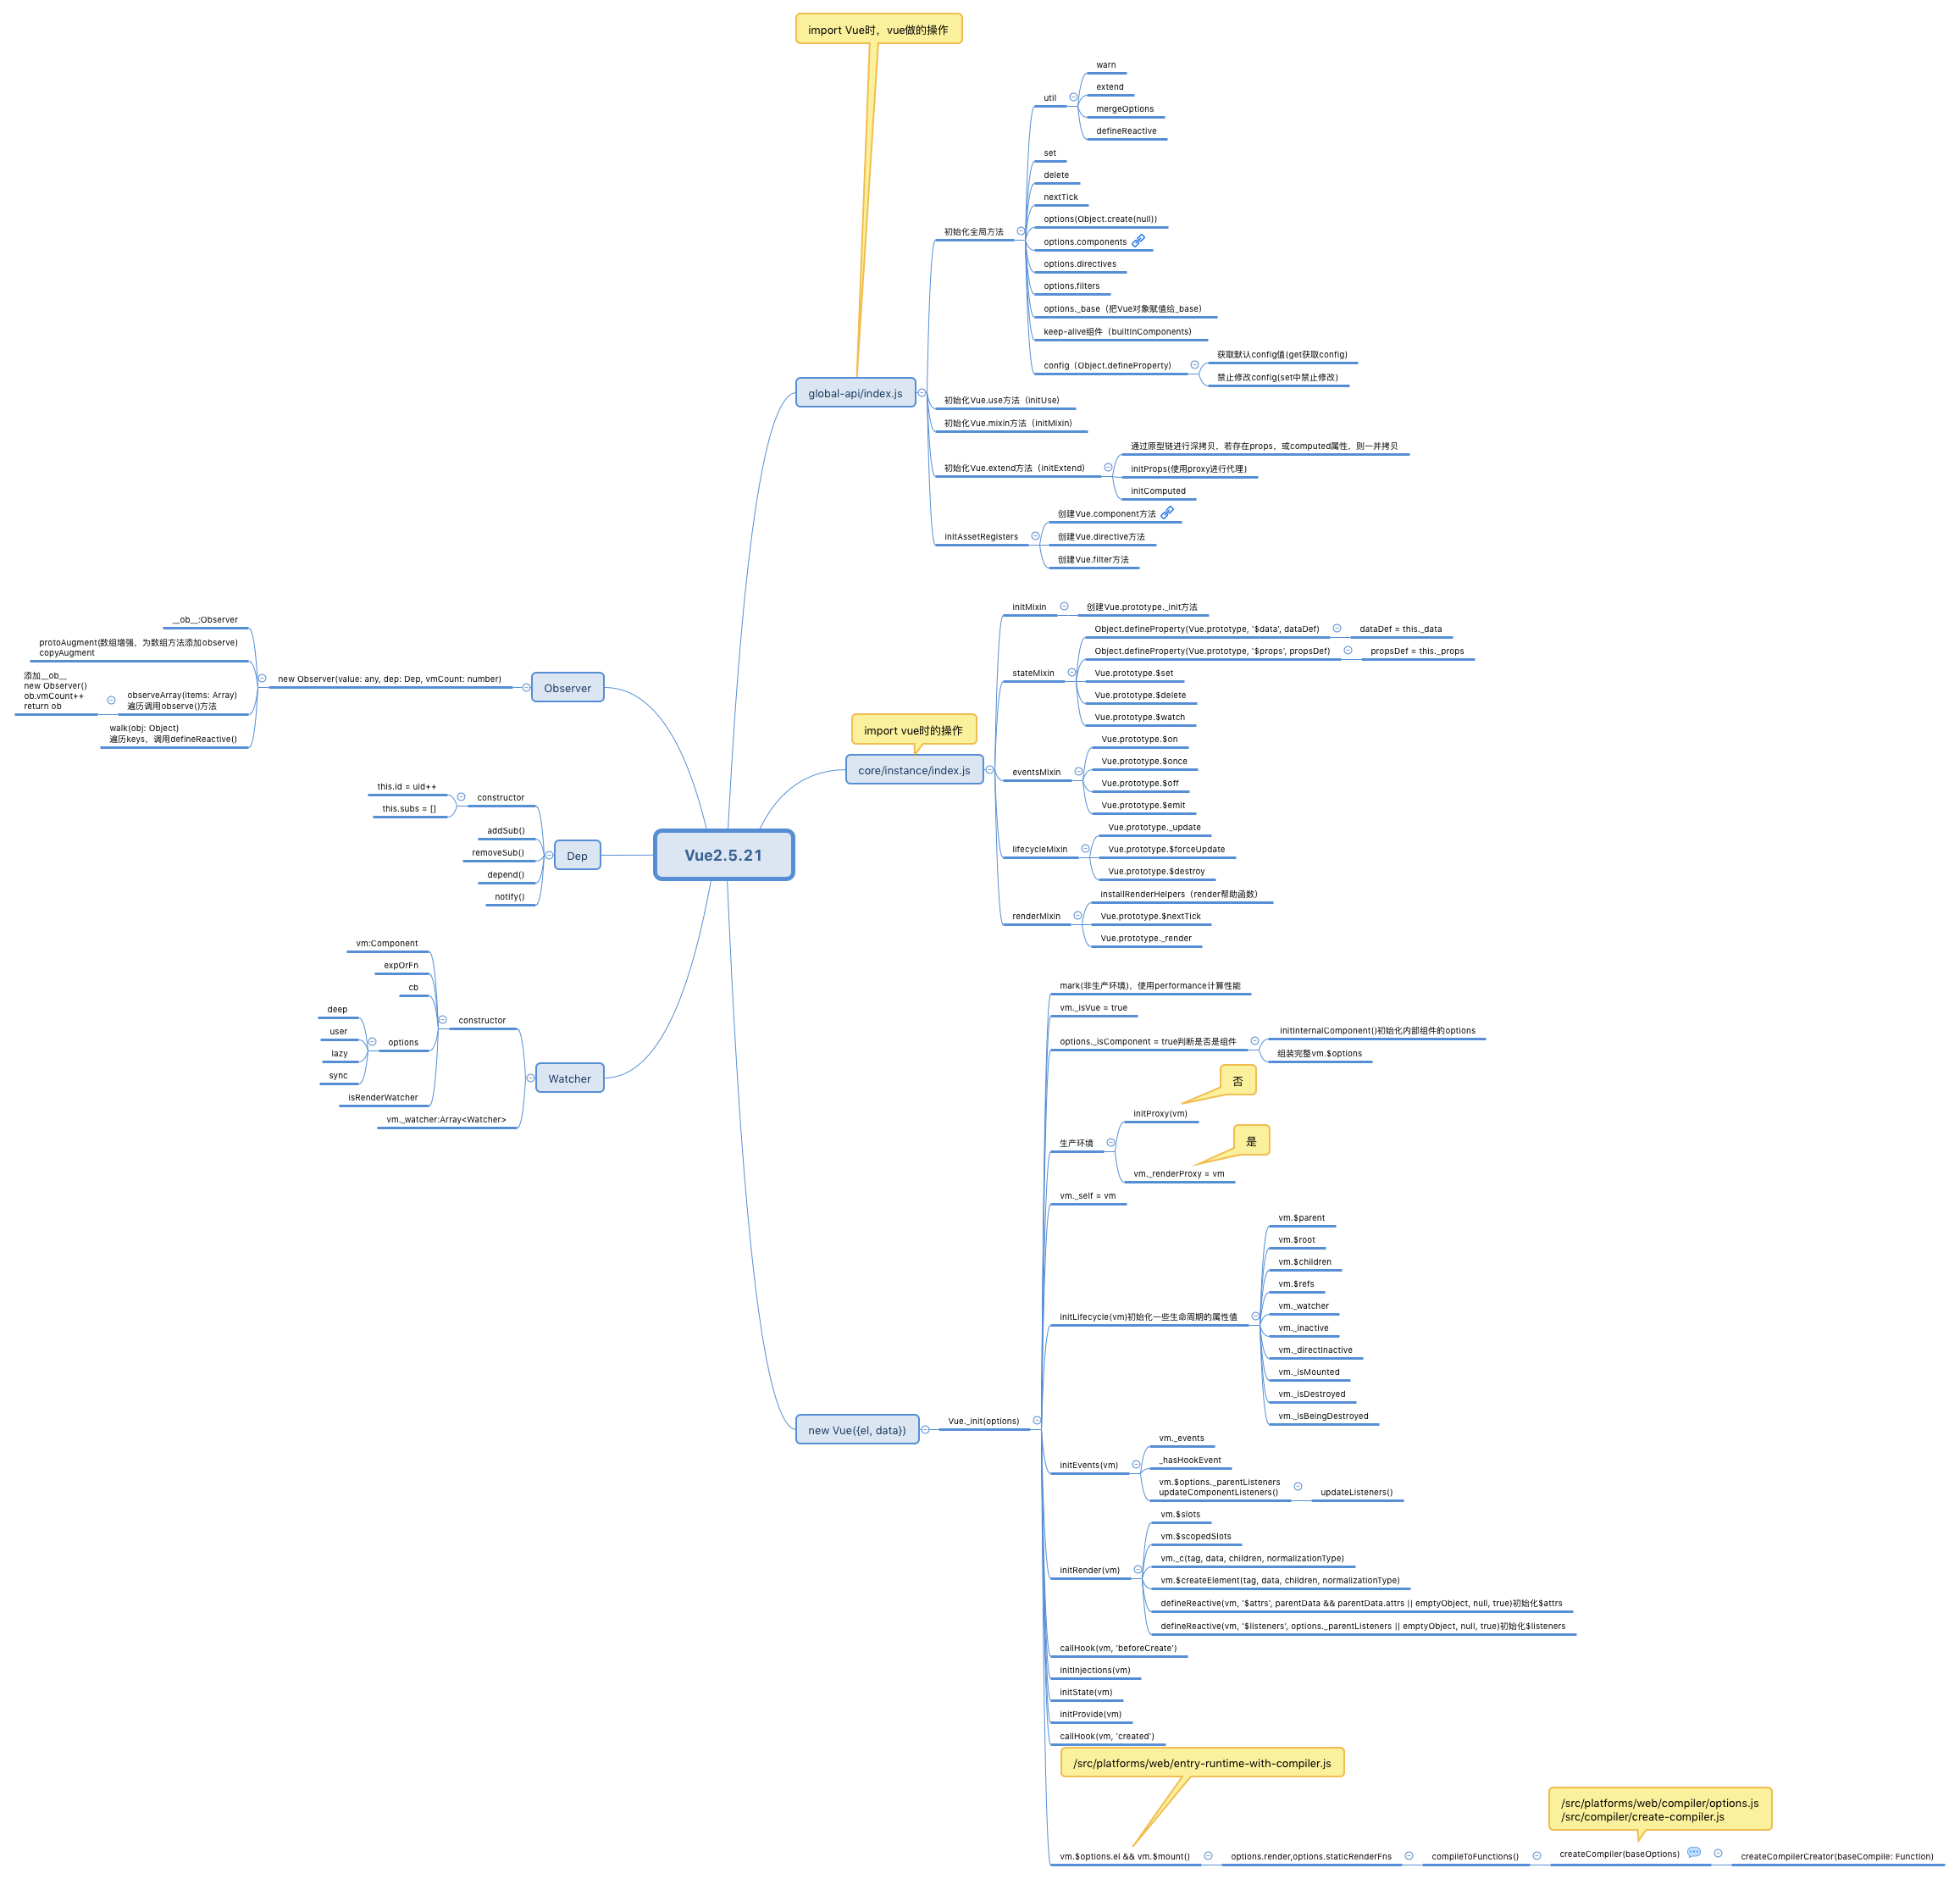 import Vue时，vue做的操作
warn
extend
util
mergeOptions
defineReactive
set
delete
nextTick
options(Object.create(null))
初始化全局方法
options.components
options.directives
options.filters
options._base（把Vue对象赋值给_base)
keep-alive组件（builtInComponents)
获取默认config值(get获取config)
config（Object.defineProperty)
禁止修改config(set中禁止修改)
global-api/index.js
初始化Vue.use方法（initUse)
初始化Vue.mixin方法（initMixin)
通过原型链进行深拷贝，若存在props，或computed属性，则一并拷贝
初始化Vue.extend方法（initExtend)
initProps(使用proxy进行代理)
initComputed
创建Vue.component方法
initAssetRegisters
创建Vue.directive方法
创建Vue.filter方法
__ob__:Observer
protoAugment(数组增强，为数组方法添加observe)
copyAugment
添加__ob__
new Observer()
ob.vmCount++
return ob
observeArray(items: Array)
遍历调用observe()方法
walk(obj: Object)
遍历keys，调用defineReactive()
new Observer(value: any, dep: Dep, vmCount: number)
Observer
initMixin
创建Vue.prototype._init方法
Object.defineProperty(Vue.prototype, '$data', dataDef)
dataDef = this._data
Object.defineProperty(Vue.prototype, '$props', propsDef)
propsDef = this._props
stateMixin
Vue.prototype.$set
Vue.prototype.$delete
Vue.prototype.$watch
import vue时的操作
core/instance/index.js
Vue.prototype.$on
Vue.prototype.$once
eventsMixin
Vue.prototype.$off
Vue.prototype.$emit
Vue.prototype._update
lifecycleMixin
Vue.prototype.$forceUpdate
Vue.prototype.$destroy
installRenderHelpers（render帮助函数）
renderMixin
Vue.prototype.$nextTick
Vue.prototype._render
this.id = uid++
constructor
this.subs = []
addSub()
removeSub()
Dep
depend()
notify()
Vue2.5.21
vm:Component
expOrFn
cb
deep
user
constructor
options
lazy
sync
isRenderWatcher
vm._watcher:Array<Watcher>
Watcher
mark(非生产环境)，使用performance计算性能
vm._isVue = true
options._isComponent = true判断是否是组件
initInternalComponent()初始化内部组件的options
组装完整vm.$options
否
initProxy(vm)
生产环境
是
vm._renderProxy = vm
vm._self = vm
vm.$parent
vm.$root
vm.$children
vm.$refs
vm._watcher
initLifecycle(vm)初始化一些生命周期的属性值
vm._inactive
vm._directInactive
vm._isMounted
vm._isDestroyed
vm._isBeingDestroyed
new Vue({el, data})
Vue._init(options)
vm._events
initEvents(vm)
_hasHookEvent
vm.$options._parentListeners
updateComponentListeners()
updateListeners()
vm.$slots
vm.$scopedSlots
vm._c(tag, data, children, normalizationType)
initRender(vm)
vm.$createElement(tag, data, children, normalizationType)
defineReactive(vm, '$attrs', parentData && parentData.attrs || emptyObject, null, true)初始化$attrs
defineReactive(vm, '$listeners', options._parentListeners || emptyObject, null, true)初始化$listeners
callHook(vm, 'beforeCreate')
initInjections(vm)
initState(vm)
initProvide(vm)
callHook(vm, 'created')
/src/platforms/web/entry-runtime-with-compiler.js
/src/platforms/web/compiler/options.js
/src/compiler/create-compiler.js
vm.$options.el && vm.$mount()
options.render,options.staticRenderFns
compileToFunctions()
createCompiler(baseOptions)
createCompilerCreator(baseCompile: Function)